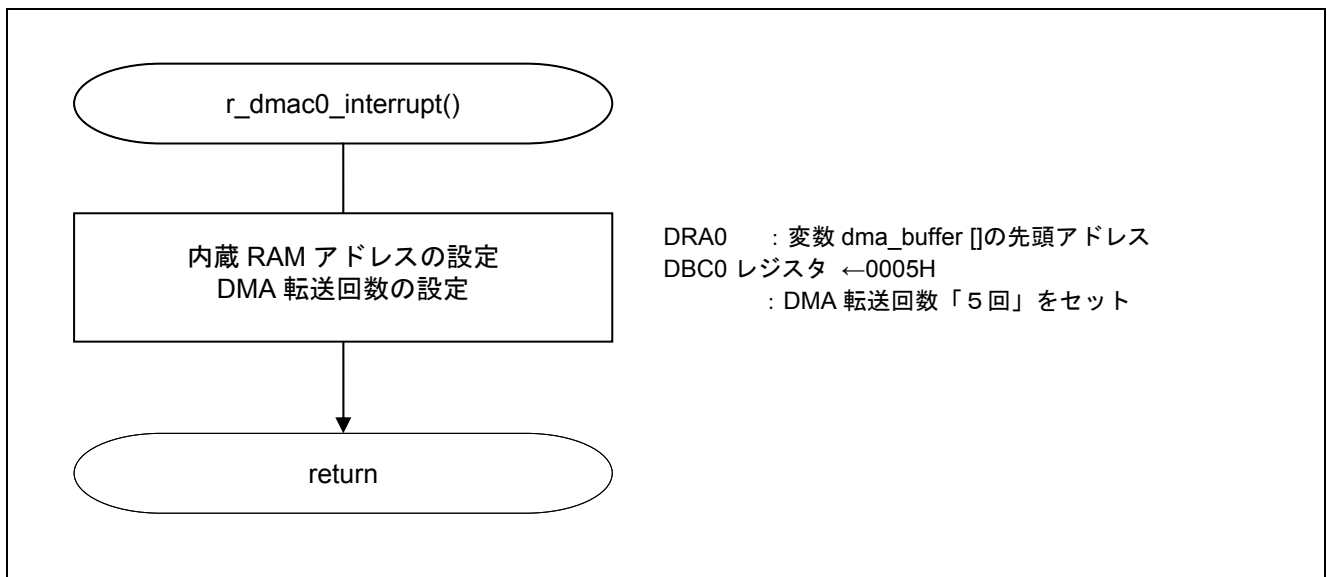 r_dmac0_interrupt()
内蔵 RAM アドレスの設定
DMA 転送回数の設定
DRA0 : 変数 dma_buffer []の先頭アドレス
DBC0 レジスタ ←0005H
: DMA 転送回数「５回」をセット
return